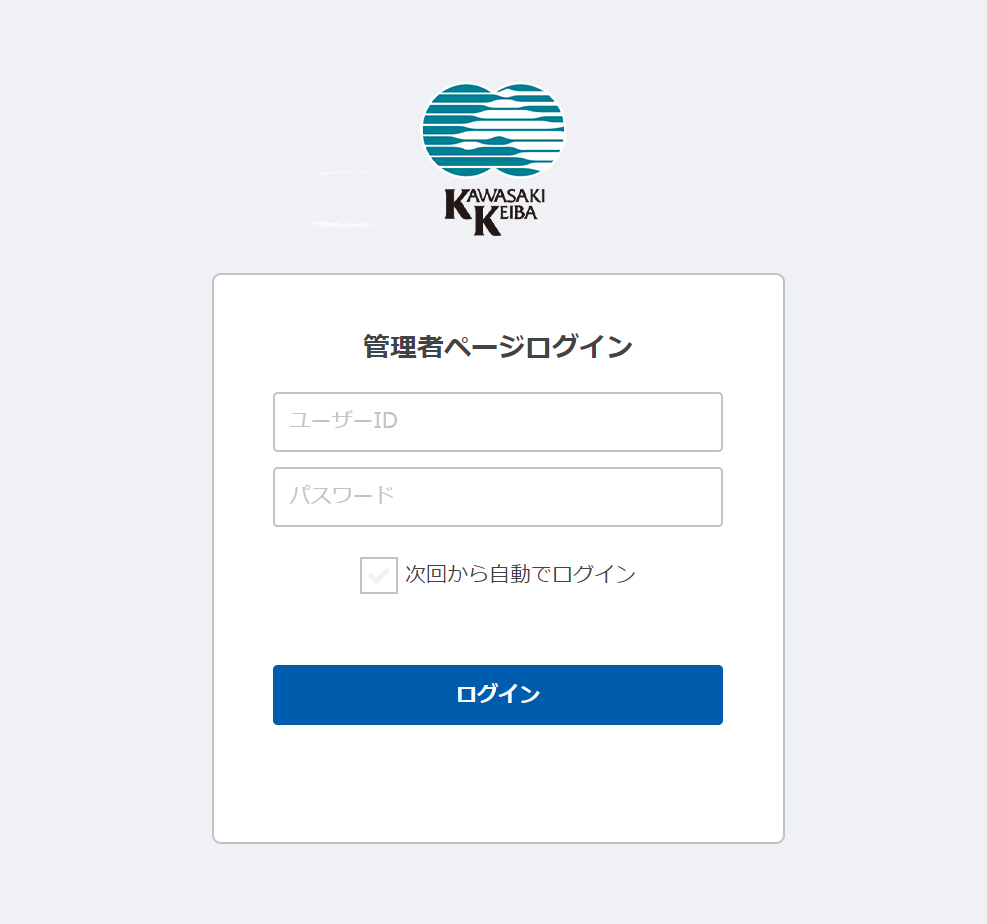 KAWASAKI
KEIBA
管理者ページログイン
ユーザーID
パスワード
次回から自動でログイン
ログイン